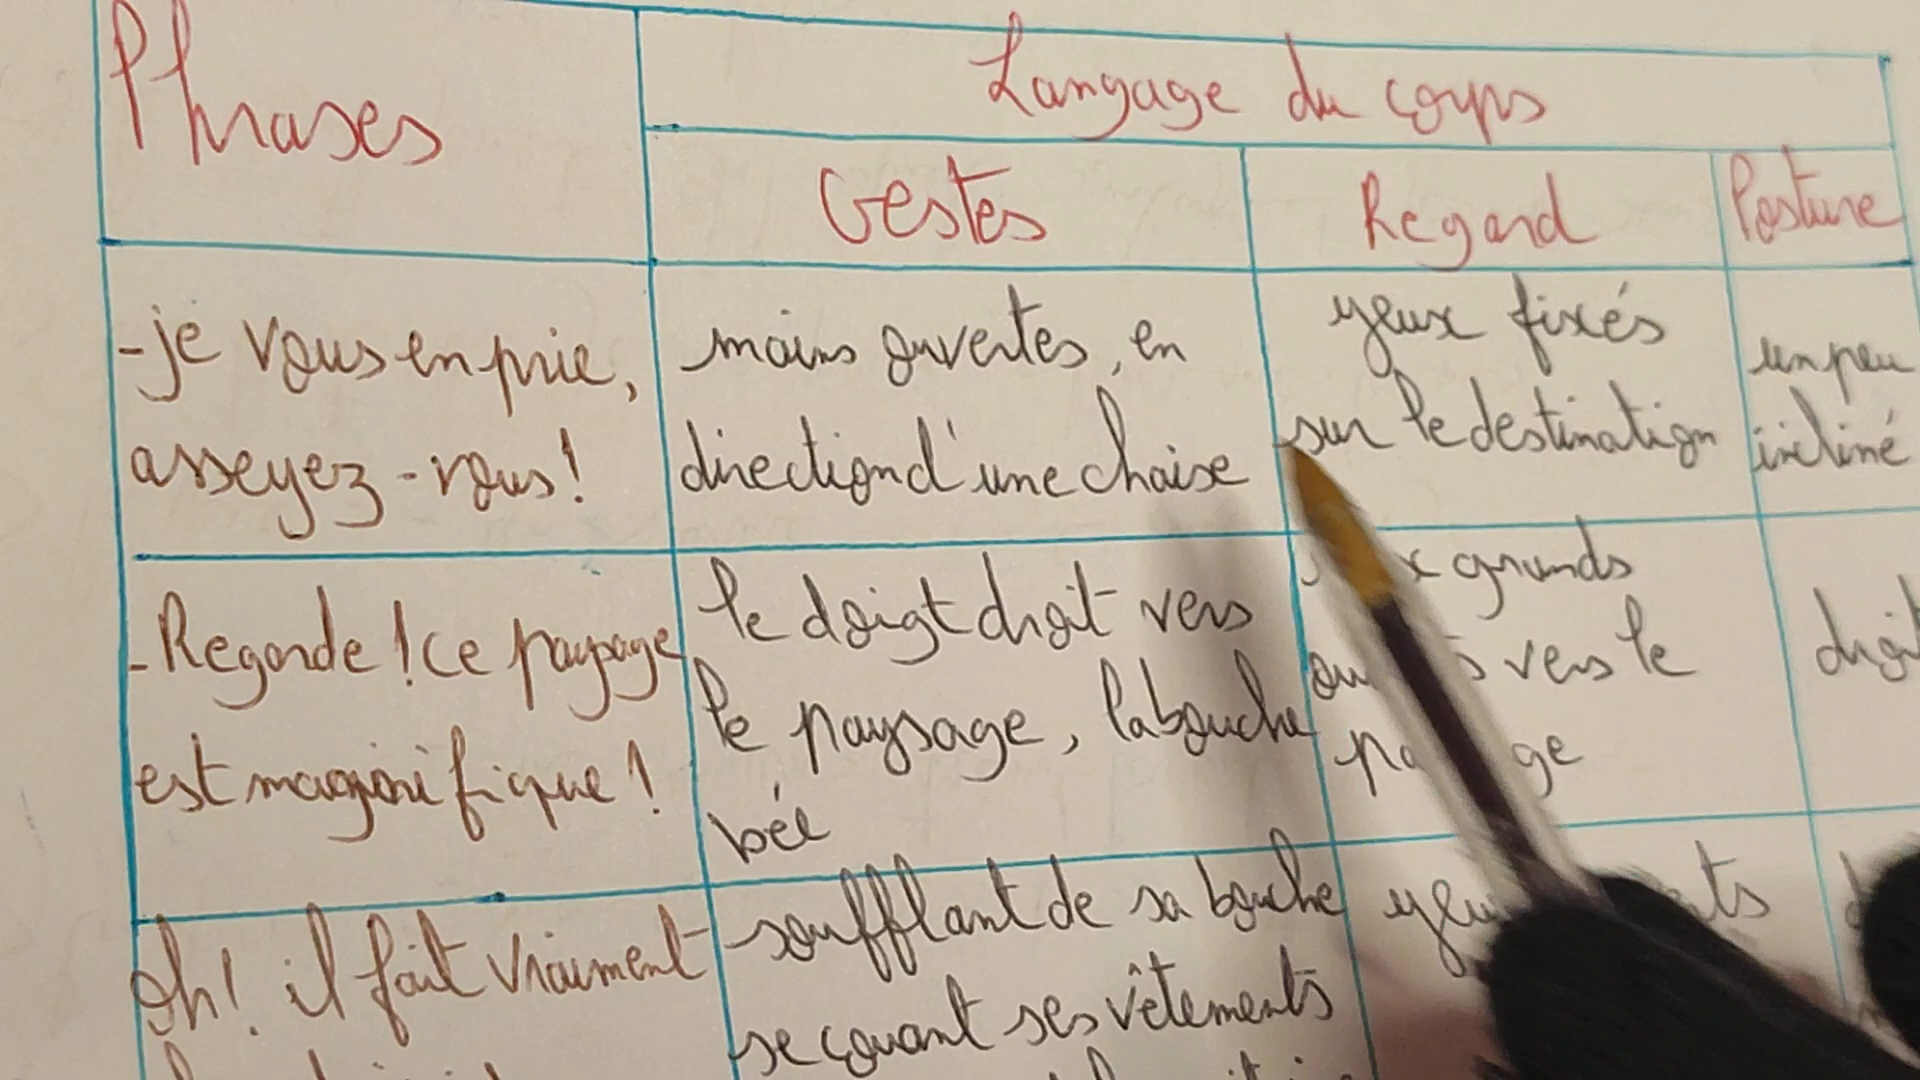 Phrases
Langage du corps
Gestes
Regard
Posture
-je vous en prie,
asseyez-vous!
mains ouvertes, en
direction d'une chaise
yeux fixés
sur le destination
un peu
incliné
-Regarde! Ce paysage
est magnifique!
le doigt droit vers
le paysage, la bouche
bée
grands
vers le
droit
oh! il fait vraiment
-soufflant de sa bouche
secouant ses vêtements